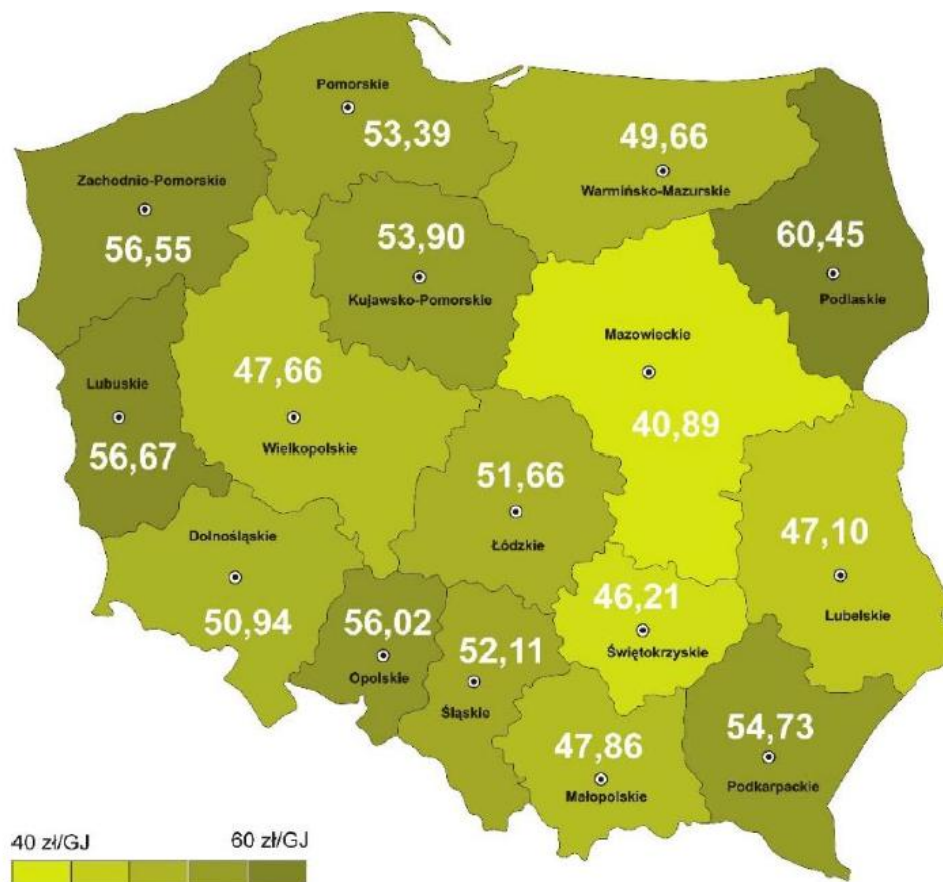 Pomorskie
53,39
49,66
Warmińsko-Mazurskie
Zachodnio-Pomorskie
56,55
53,90
Kujawsko-Pomorskie
60,45
Podlaskie
Mazowieckie
40,89
Lubuskie
56,67
47,66
Wielkopolskie
51,66
Łódzkie
47,10
Lubelskie
Dolnośląskie
50,94
56,02
Opolskie
52,11
Śląskie
46,21
Świętokrzyskie
47,86
Małopolskie
54,73
Podkarpackie
40 zł/GJ
60 zł/GJ